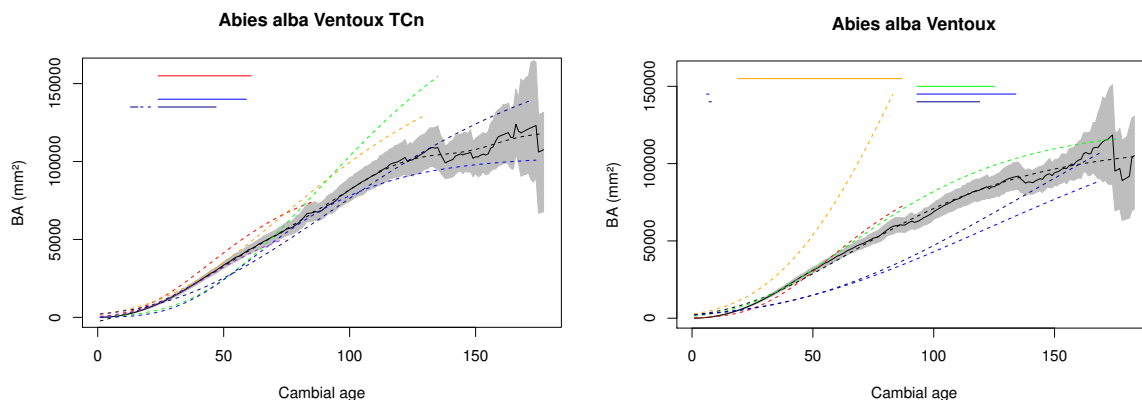 Abies alba Ventoux TCn
BA (mm²)
150000
100000
50000
0
0 50 100 150
Cambial age
Abies alba Ventoux
BA (mm²)
150000
100000
50000
0
0 50 100 150
Cambial age